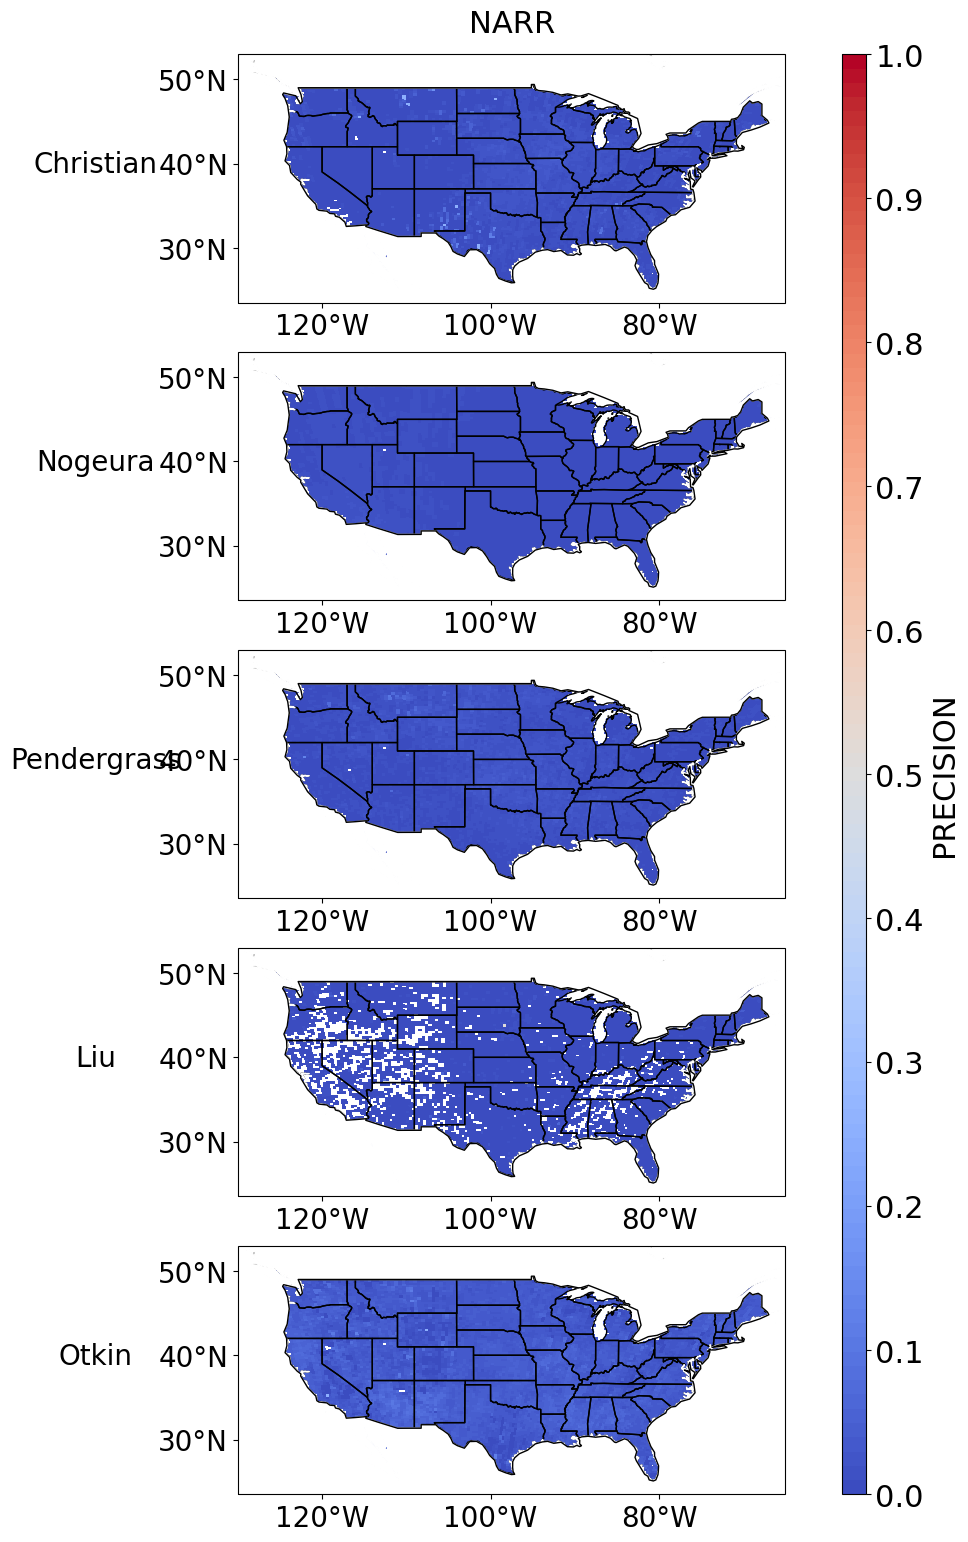 NARR
50°N
Christian 40°N
30°N
120°W 100°W 80°W
50°N
Nogeura 40°N
30°N
120°W 100°W 80°W
50°N
Pendergrass 40°N
30°N
120°W 100°W 80°W
50°N
Liu 40°N
30°N
120°W 100°W 80°W
50°N
Otkin 40°N
30°N
120°W 100°W 80°W
1.0
0.9
0.8
0.7
0.6
0.5
0.4
0.3
0.2
0.1
0.0
PRECISION